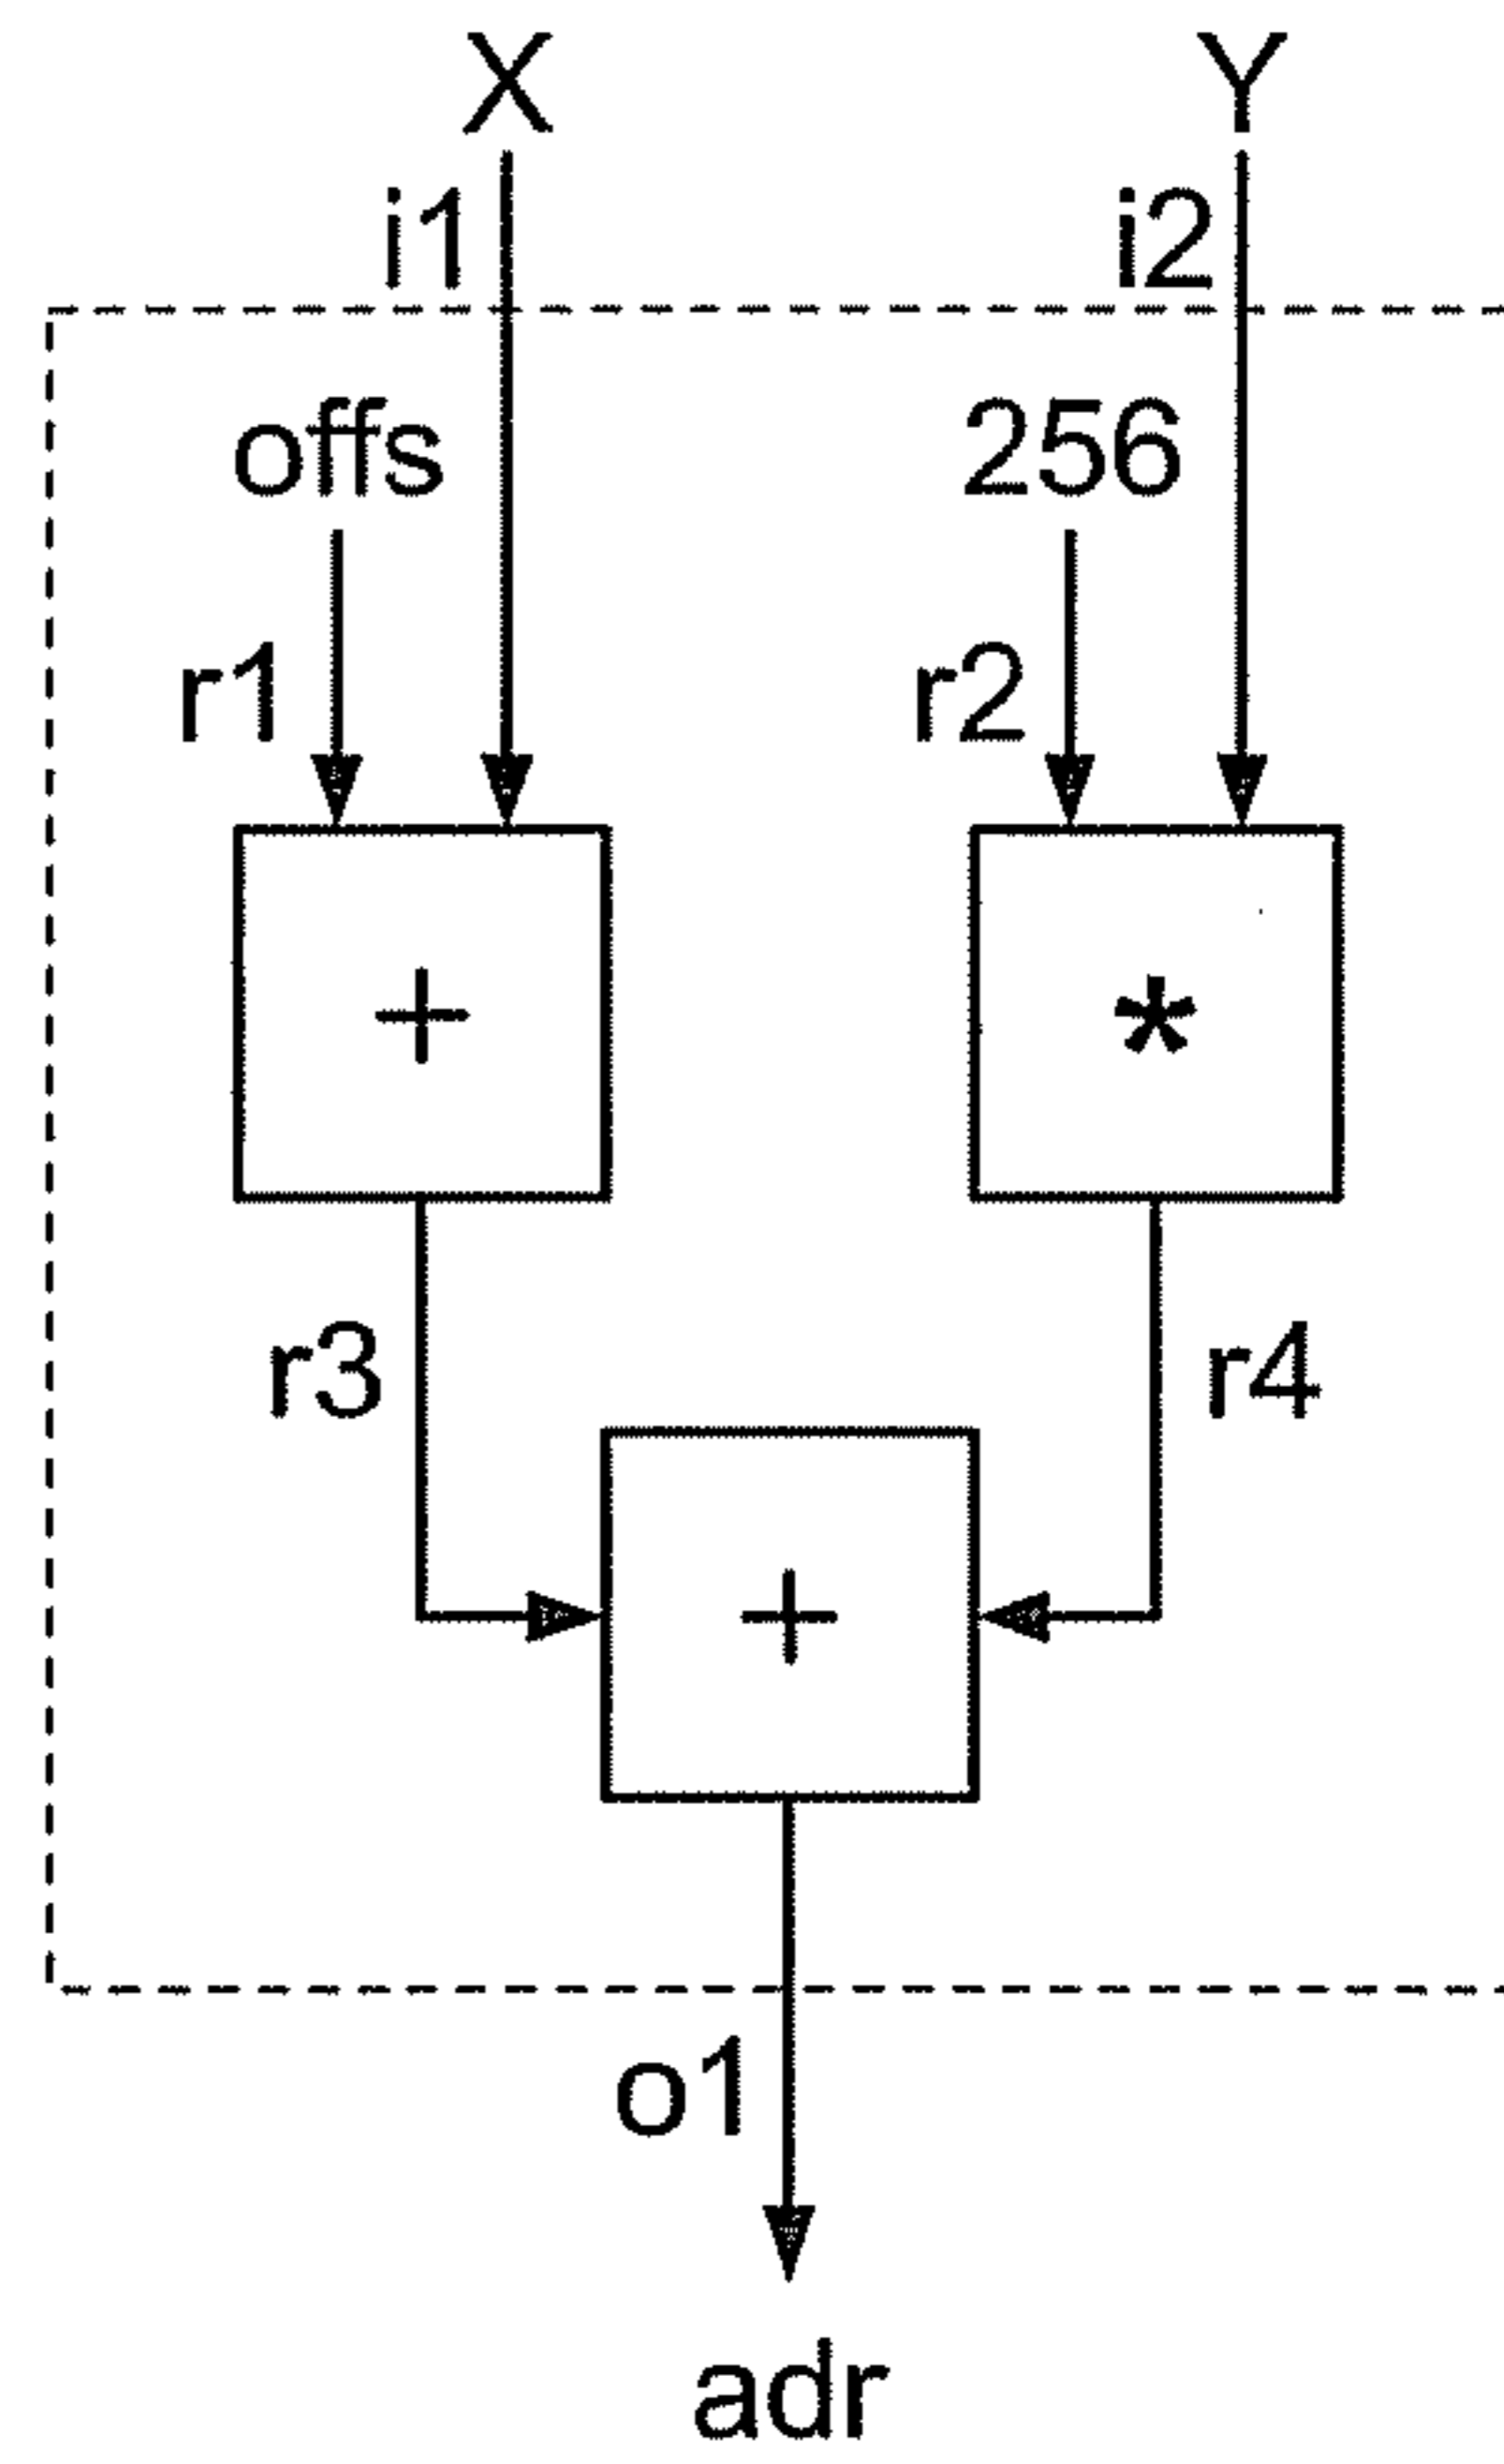 X Y
i1 i2
offs 256
r1 r2
+ *
r3 r4
+
o1
adr